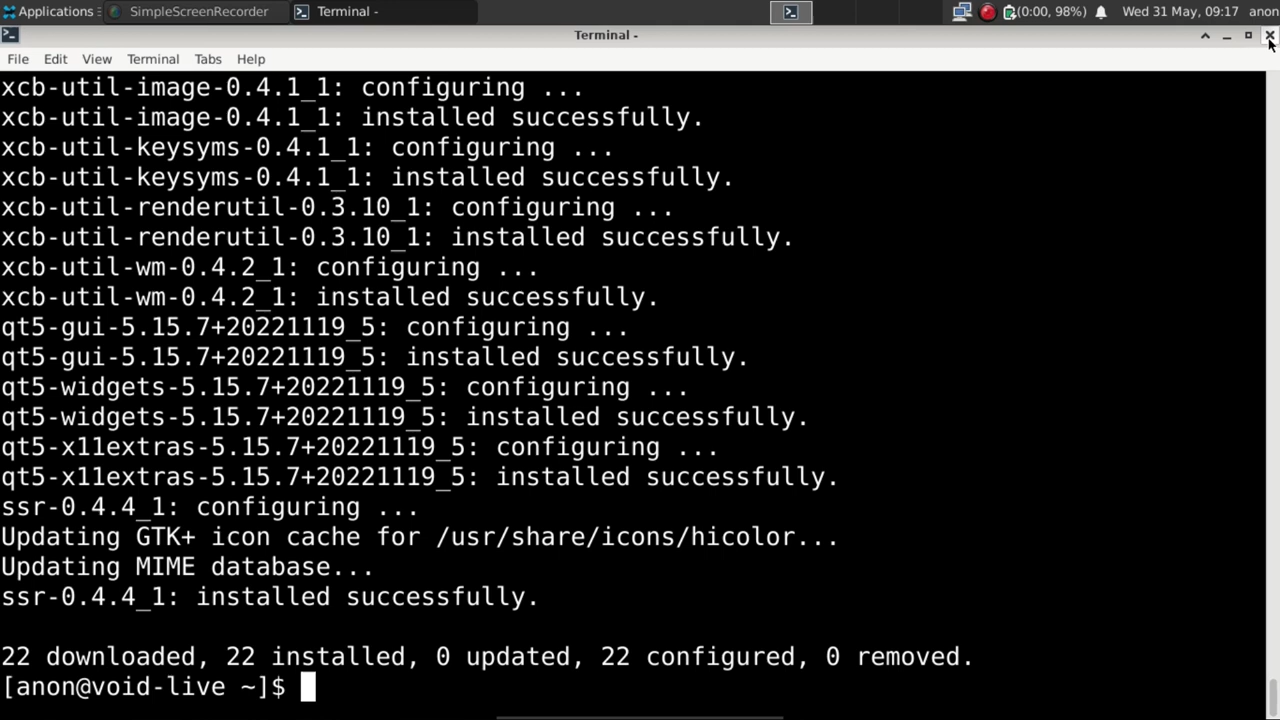 Applications SimpleScreenRecorder Terminal - (0:00, 98%) Wed 31 May, 09:17 anon
Terminal -
File Edit View Terminal Tabs Help
xcb-util-image-0.4.1_1: configuring ...
xcb-util-image-0.4.1_1: installed successfully.
xcb-util-keysyms-0.4.1_1: configuring ...
xcb-util-keysyms-0.4.1_1: installed successfully.
xcb-util-renderutil-0.3.10_1: configuring ...
xcb-util-renderutil-0.3.10_1: installed successfully.
xcb-util-wm-0.4.2_1: configuring ...
xcb-util-wm-0.4.2_1: installed successfully.
qt5-gui-5.15.7+20221119_5: configuring ...
qt5-gui-5.15.7+20221119_5: installed successfully.
qt5-widgets-5.15.7+20221119_5: configuring ...
qt5-widgets-5.15.7+20221119_5: installed successfully.
qt5-x11extras-5.15.7+20221119_5: configuring ...
qt5-x11extras-5.15.7+20221119_5: installed successfully.
ssr-0.4.4_1: configuring ...
Updating GTK+ icon cache for /usr/share/icons/hicolor...
Updating MIME database...
ssr-0.4.4_1: installed successfully.
22 downloaded, 22 installed, 0 updated, 22 configured, 0 removed.
[anon@void-live ~]$